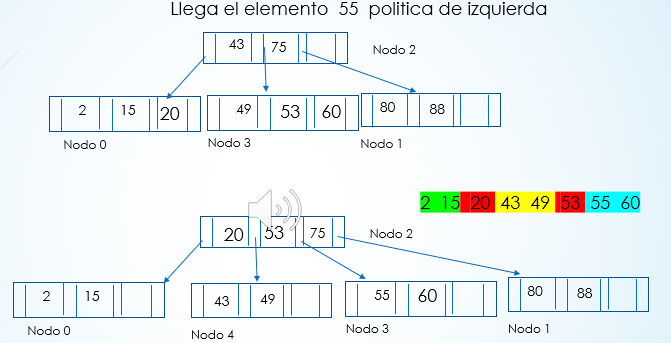 Llega el elemento 55 politica de izquierda
43 75
Nodo 2
2 15 20
49 53 60
80 88
Nodo 0
Nodo 3
Nodo 1
2 15 20 43 49 53 55 60
20 53 75
Nodo 2
2 15
43 49
55 60
80 88
Nodo 0
Nodo 4
Nodo 3
Nodo 1